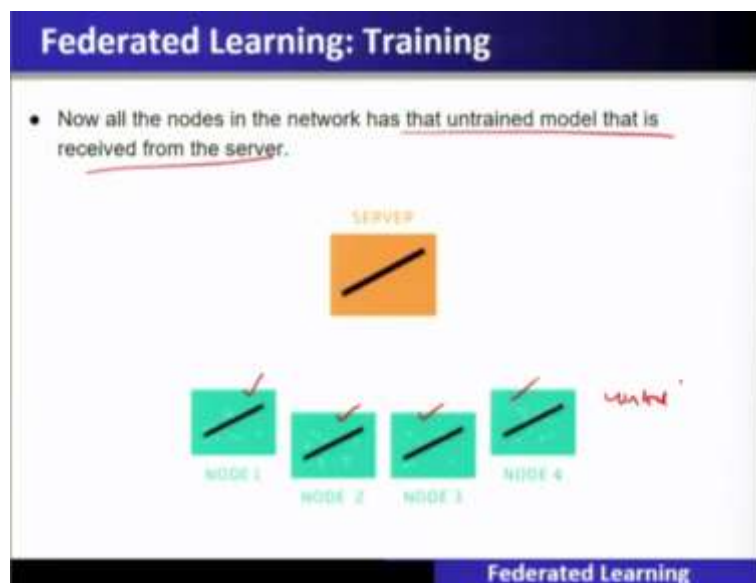 Federated Learning: Training
• Now all the nodes in the network has that untrained model that is
received from the server.
SERVER
NODE 1
NODE 2
NODE 3
NODE 4
Federated Learning